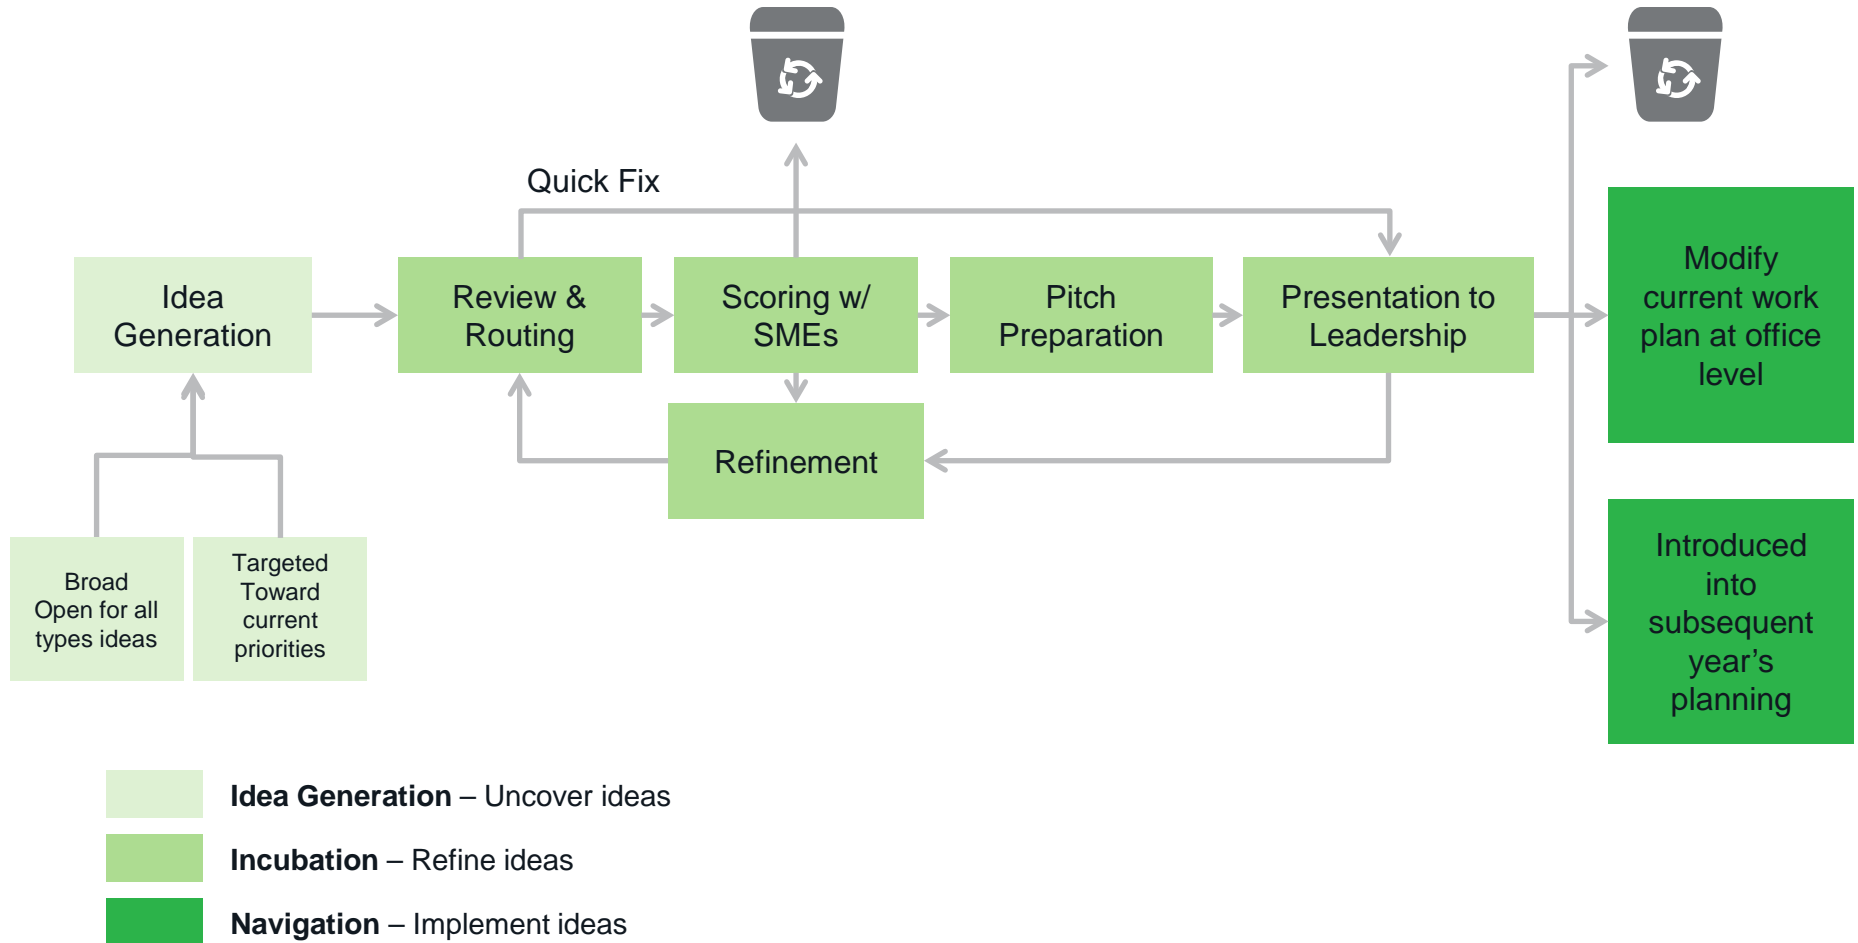 Quick Fix
Idea
Generation
Review &
Routing
Scoring w/
SMEs
Pitch
Preparation
Presentation to
Leadership
Modify
current work
plan at office
level
Refinement
Broad
Open for all
types ideas
Targeted
Toward
current
priorities
Introduced
into
subsequent
year’s
planning
Idea Generation – Uncover ideas
Incubation – Refine ideas
Navigation – Implement ideas